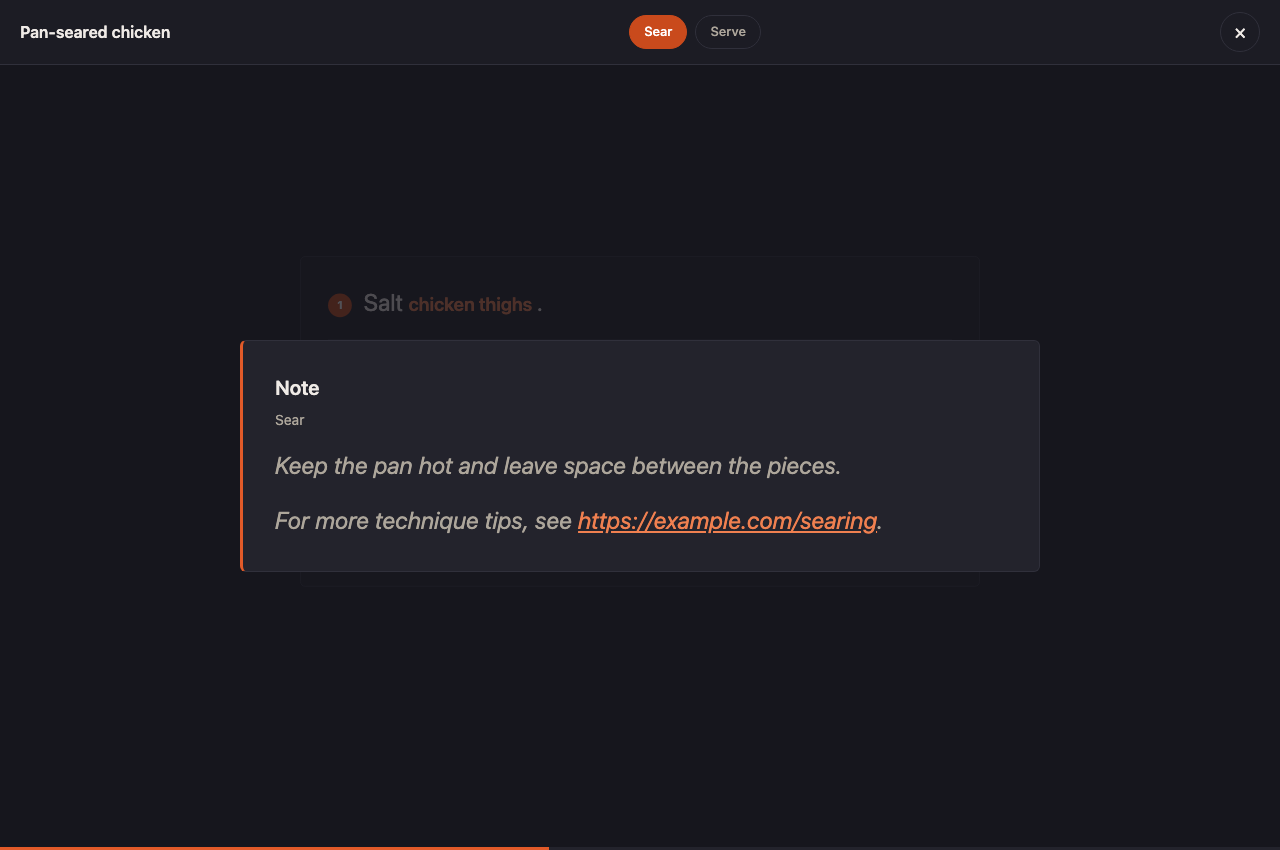 Pan-seared chicken
Sear
Serve
×
1 Salt chicken thighs .
Note
Sear
Keep the pan hot and leave space between the pieces.
For more technique tips, see https://example.com/searing.